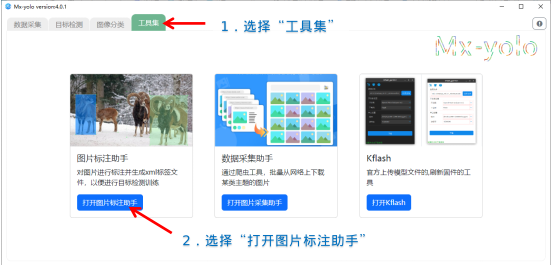 Mx-yolo version4.0.1
数据采集 目标检测 图像分类 工具集
1.选择“工具集”
Mx-yolo
图片标注助手
对图片进行标注并生成xml标签文
件，以便进行目标检测训练
打开图片标注助手
数据采集助手
通过爬虫工具，批量从网络上下载
某类主题的图片
打开图片采集助手
Kflash
官方上传模型文件的,刷新固件的工
具
打开Kflash
2.选择“打开图片标注助手”